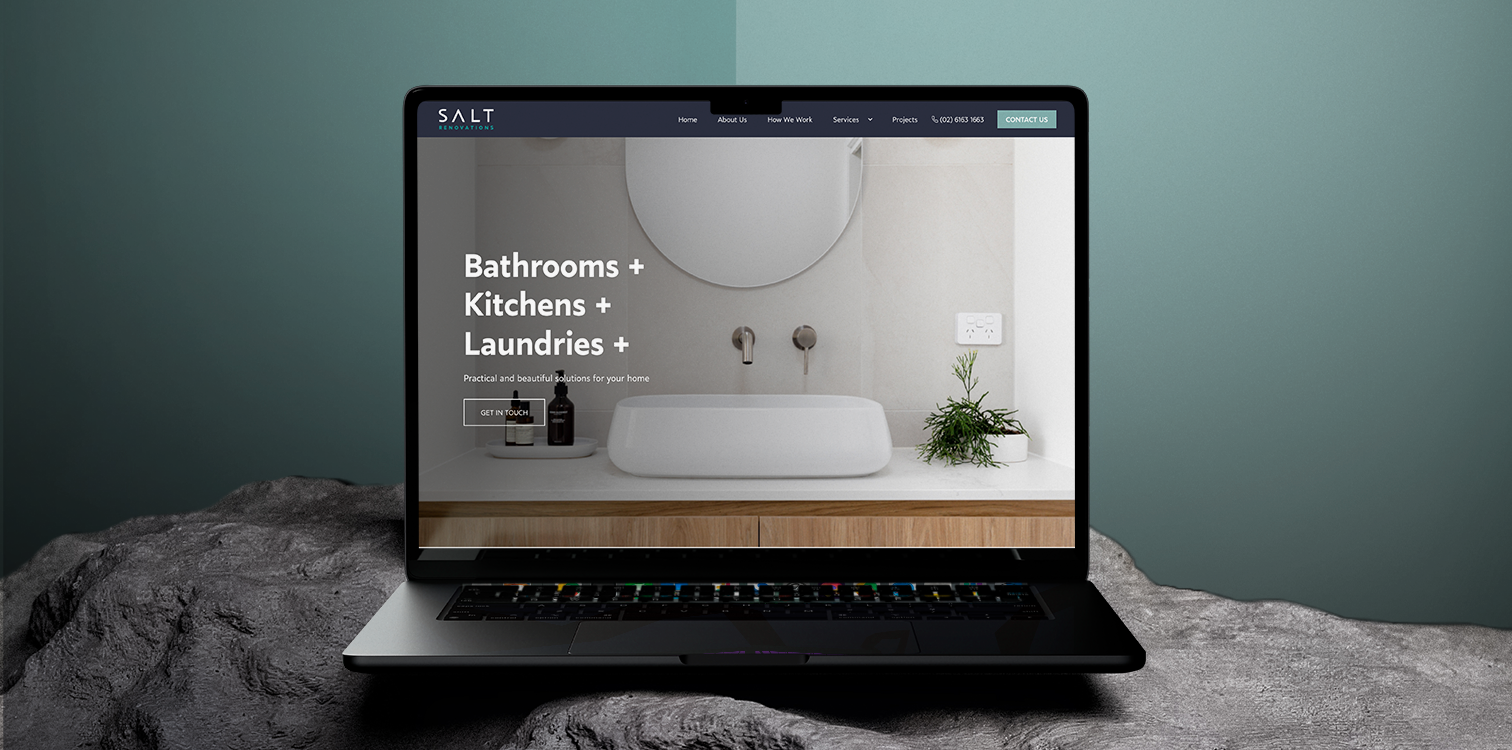 SALT
RENOVATIONS
Home About Us How We Work Services Projects (02) 6163 1663 CONTACT US
Bathrooms +
Kitchens +
Laundries +
Practical and beautiful solutions for your home
GET IN TOUCH